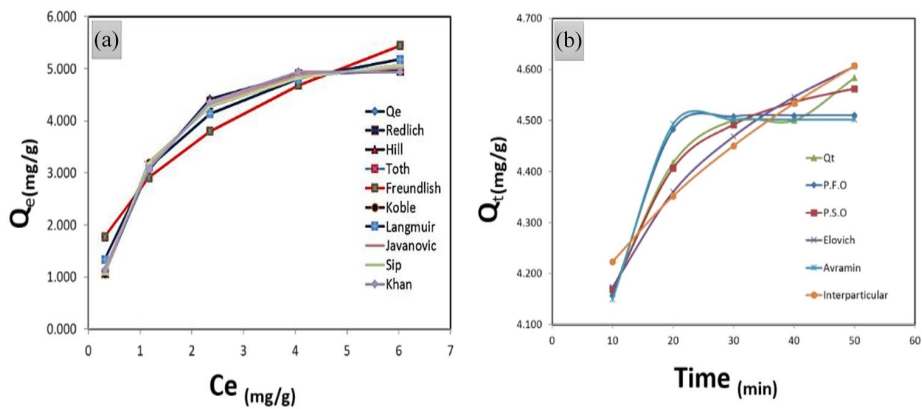 (a)
6.000
5.000
4.000
3.000
2.000
1.000
0.000
Qe(mg/g)
0 1 2 3 4 5 6 7
Ce (mg/g)
Qe
Redlich
Hill
Toth
Freundlish
Koble
Langmuir
Javanovic
Sip
Khan
(b)
4.700
4.600
4.500
4.400
4.300
4.200
4.100
Qt(mg/g)
0 10 20 30 40 50 60
Time (min)
Qt
P.F.O
P.S.O
Elovich
Avramin
Interparticular